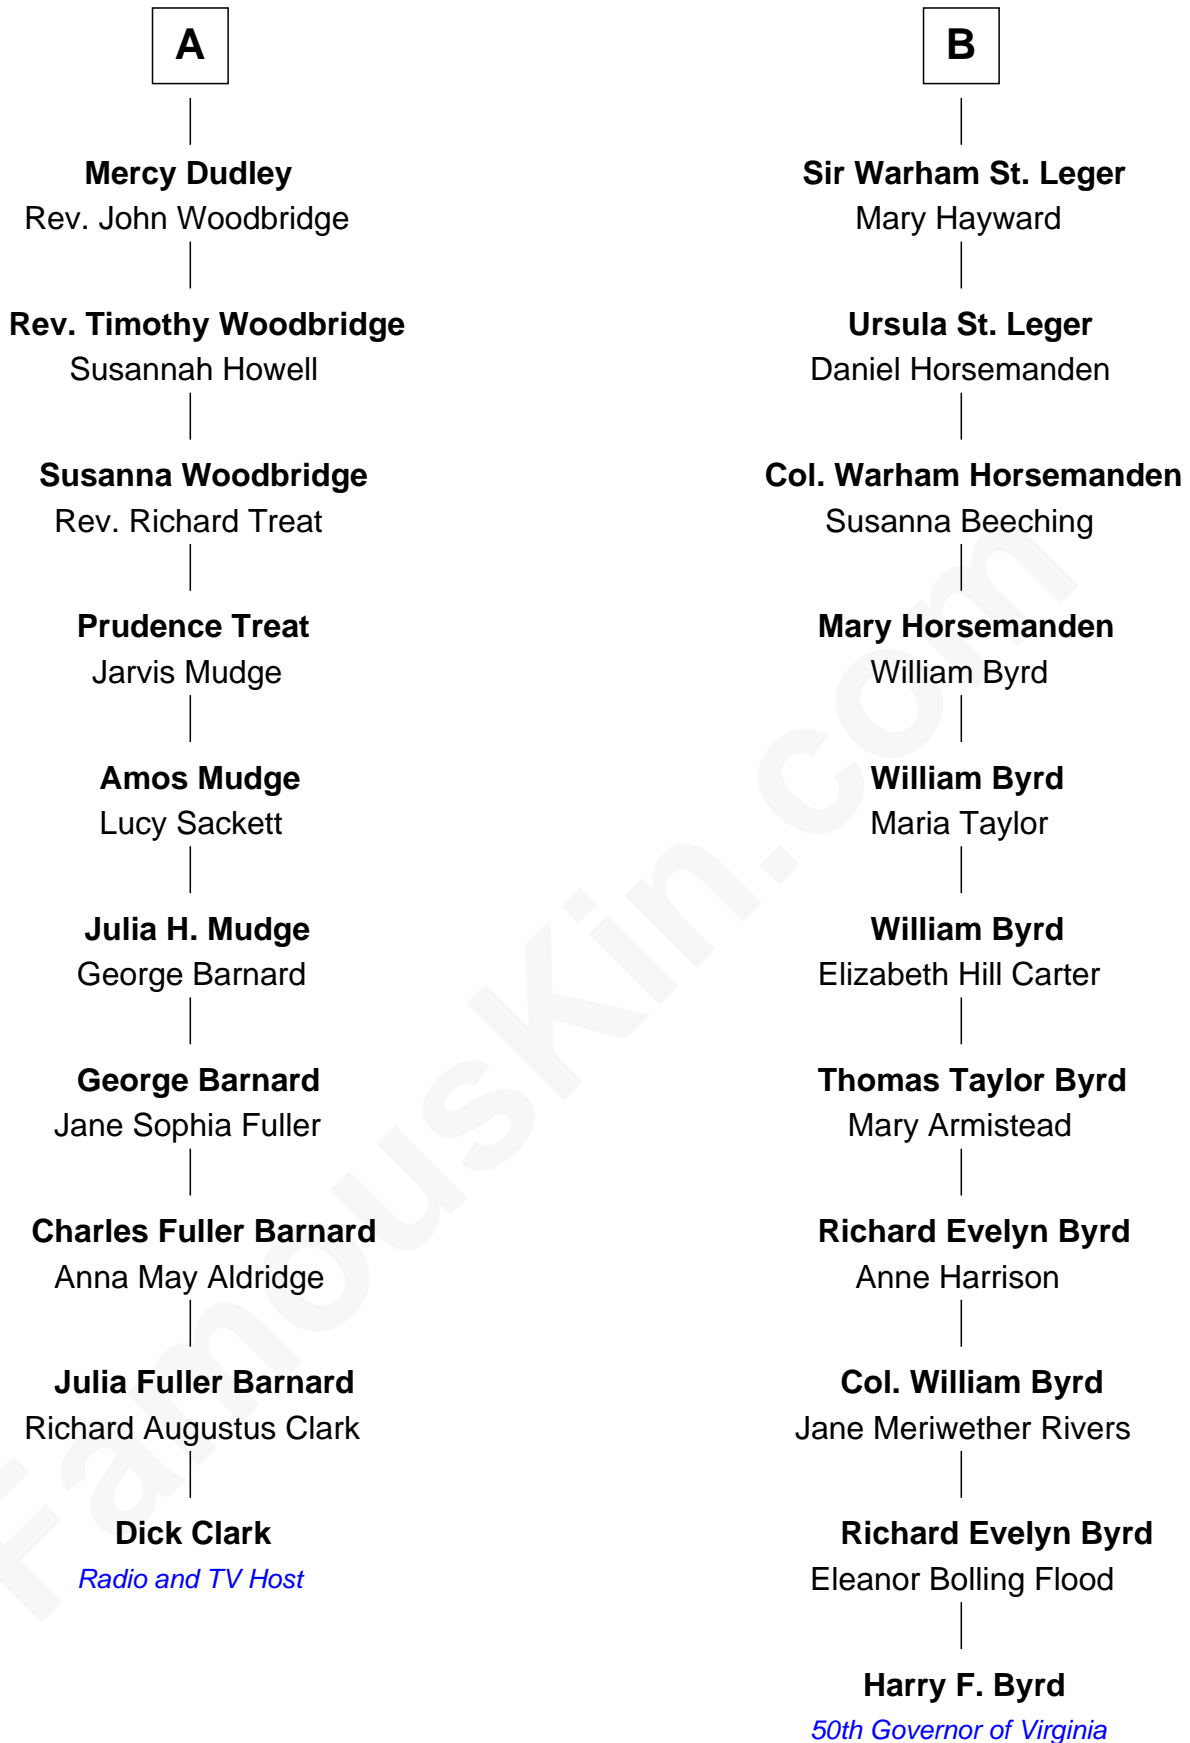 A
Mercy Dudley
Rev. John Woodbridge
Rev. Timothy Woodbridge
Susannah Howell
Susanna Woodbridge
Rev. Richard Treat
Prudence Treat
Jarvis Mudge
Amos Mudge
Lucy Sackett
Julia H. Mudge
George Barnard
George Barnard
Jane Sophia Fuller
Charles Fuller Barnard
Anna May Aldridge
Julia Fuller Barnard
Richard Augustus Clark
Dick Clark
Radio and TV Host
B
Sir Warham St. Leger
Mary Hayward
Ursula St. Leger
Daniel Horsemanden
Col. Warham Horsemanden
Susanna Beeching
Mary Horsemanden
William Byrd
William Byrd
Maria Taylor
William Byrd
Elizabeth Hill Carter
Thomas Taylor Byrd
Mary Armistead
Richard Evelyn Byrd
Anne Harrison
Col. William Byrd
Jane Meriwether Rivers
Richard Evelyn Byrd
Eleanor Bolling Flood
Harry F. Byrd
50th Governor of Virginia
FamousKin.com